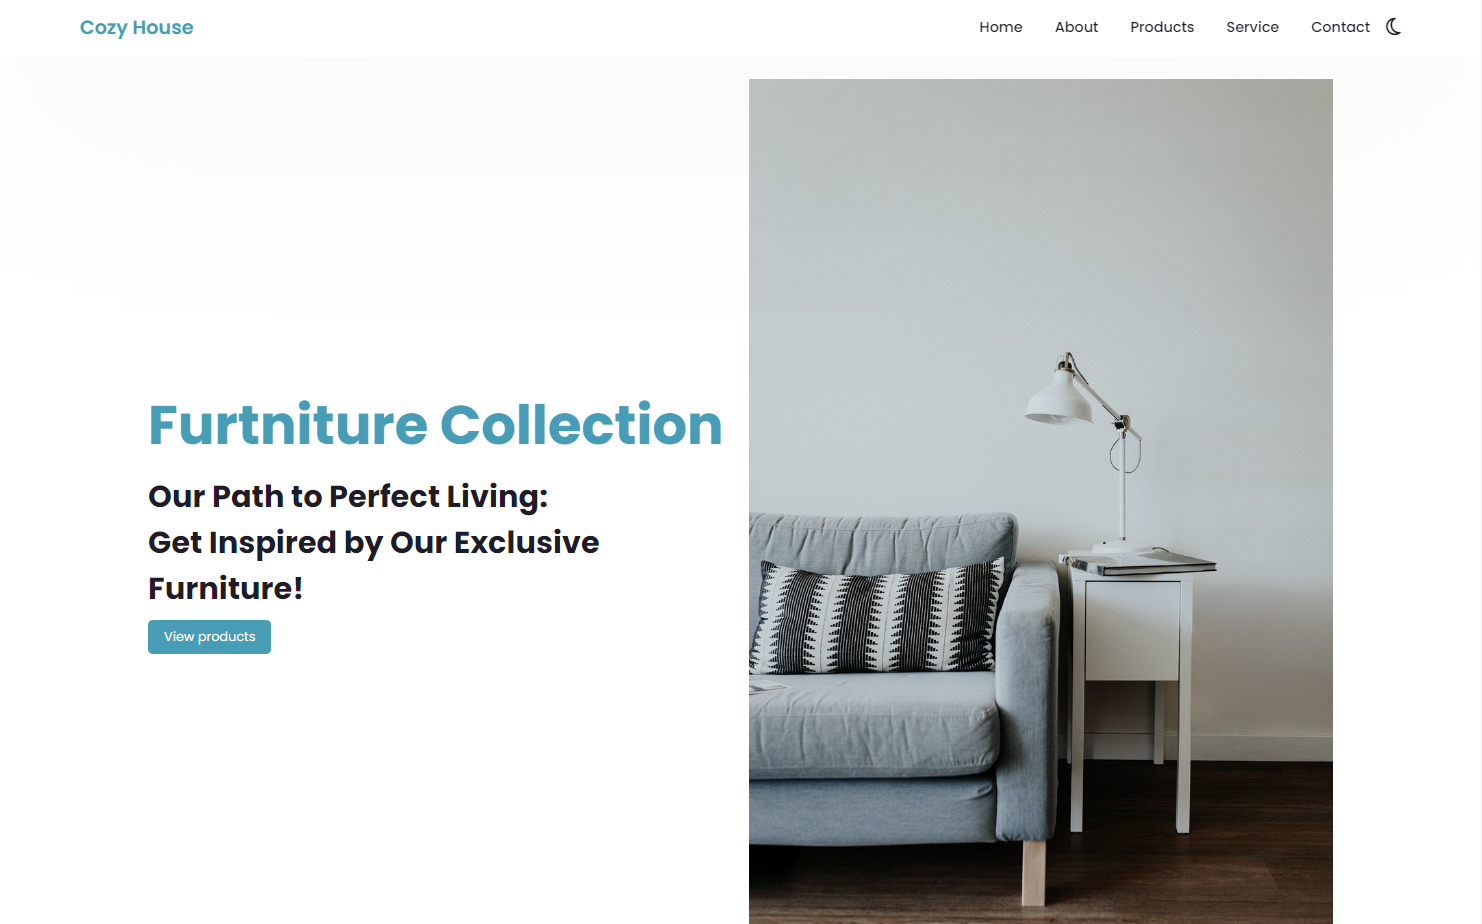 Cozy House
Home About Products Service Contact
Furtniture Collection
Our Path to Perfect Living:
Get Inspired by Our Exclusive
Furniture!
View products